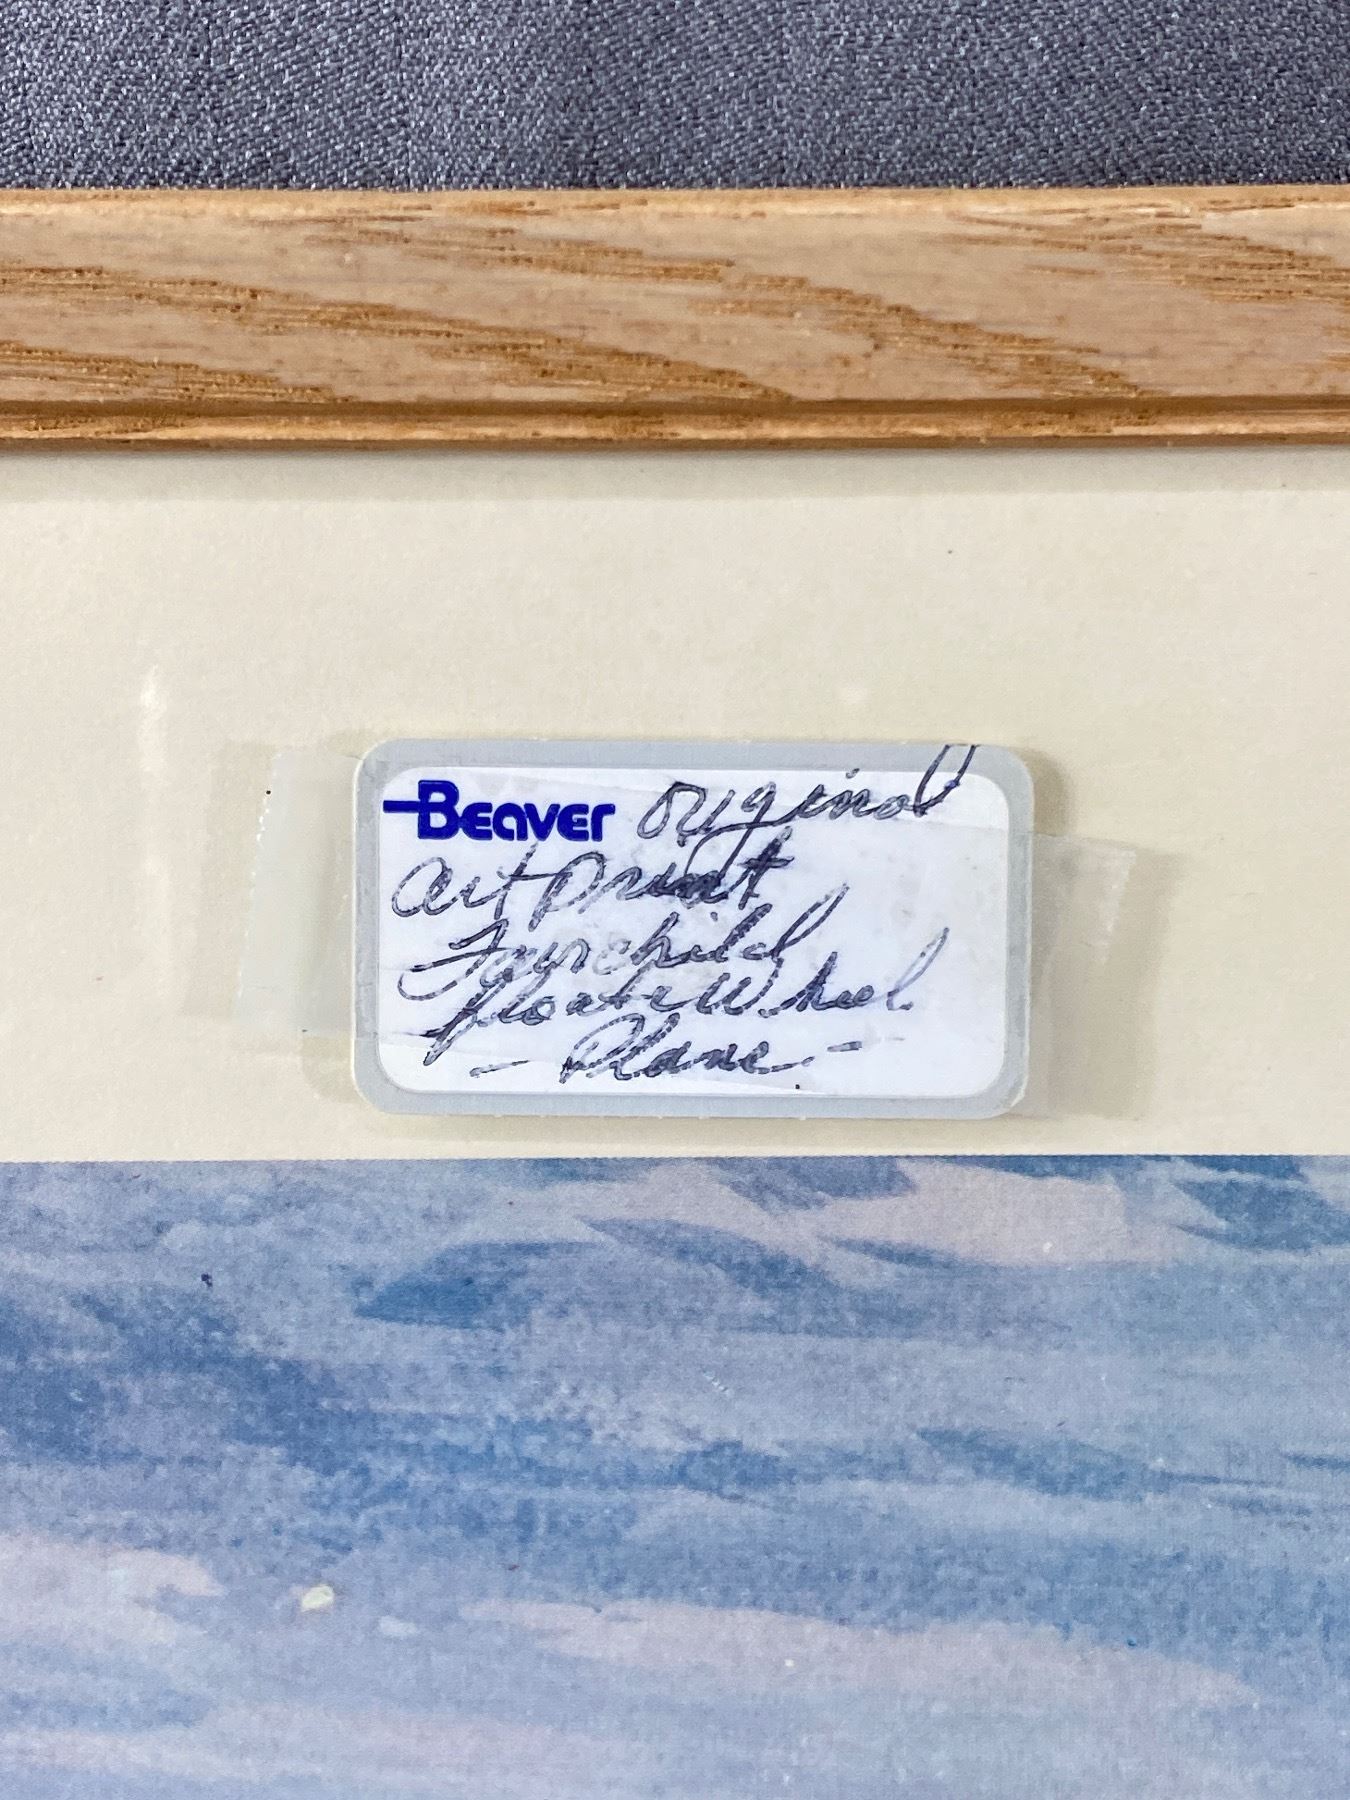 Beaver Original
art print
Fairchild
float & Wheel
- Plane -